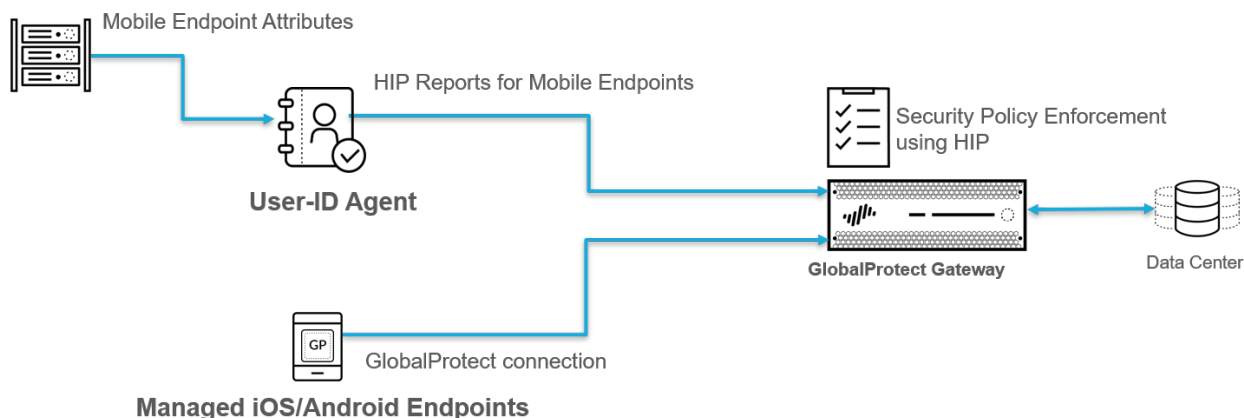 Mobile Endpoint Attributes
HIP Reports for Mobile Endpoints
Security Policy Enforcement
using HIP
User-ID Agent
GlobalProtect Gateway
Data Center
GP
GlobalProtect connection
Managed iOS/Android Endpoints